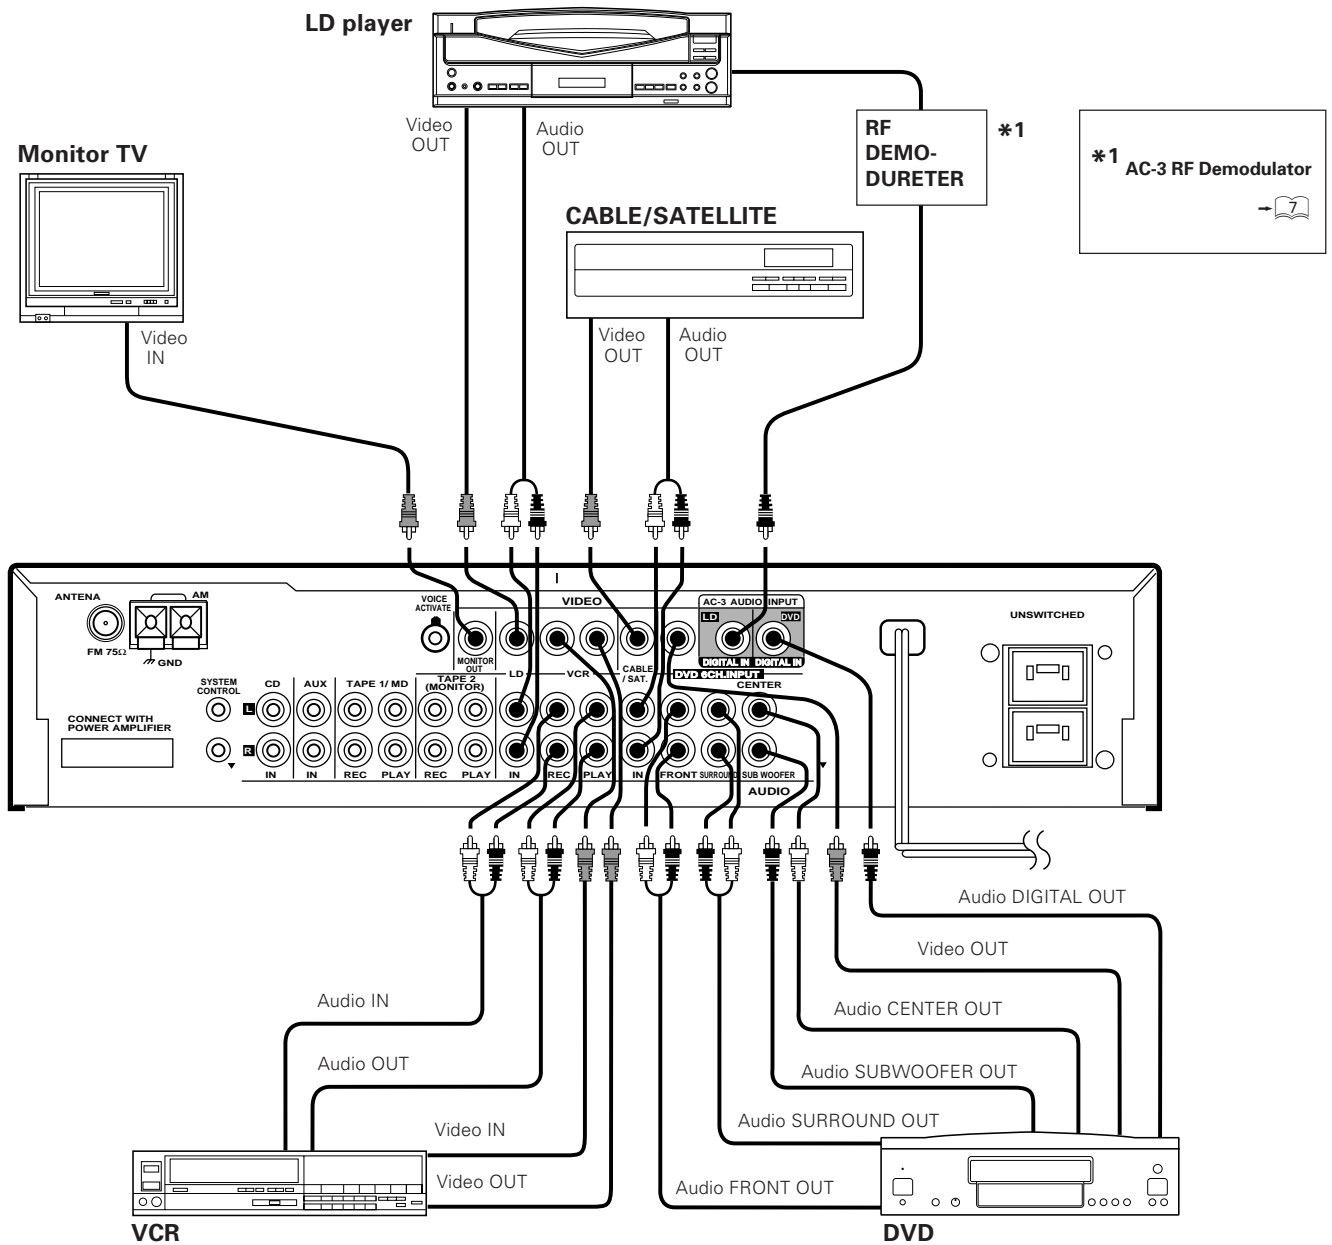 LD player
Video
OUT
Audio
OUT
RF
DEMO-
DURETER
*1
*1 AC-3 RF Demodulator
→ 7
Monitor TV
Video
IN
CABLE/SATELLITE
Video
OUT
Audio
OUT
ANTENA
AM
FM 75Ω
GND
VOICE
ACTIVATE
VIDEO
AC-3 AUDIO INPUT
LD
DVD
DIGITAL IN
DIGITAL IN
UNSWITCHED
MONITOR
OUT
LD
VCR
CABLE
/ SAT.
DVD 6CH.INPUT
CENTER
SYSTEM
CONTROL
CD
AUX
TAPE 1/ MD
TAPE 2
(MONITOR)
L
R
CONNECT WITH
POWER AMPLIFIER
IN
IN
REC
PLAY
REC
PLAY
IN
REC
PLAY
IN
FRONT
SURROUND
SUB WOOFER
AUDIO
Audio DIGITAL OUT
Video OUT
Audio CENTER OUT
Audio SUBWOOFER OUT
Audio SURROUND OUT
Audio FRONT OUT
Audio IN
Audio OUT
Video IN
Video OUT
VCR
DVD